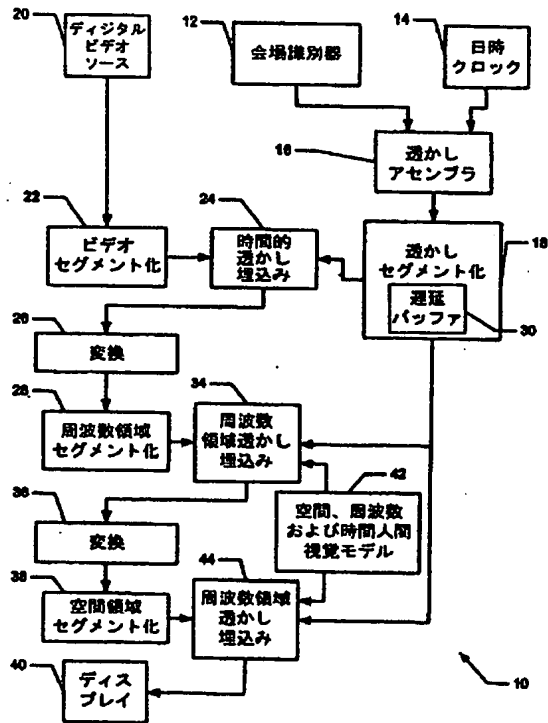 20
ディジタル
ビデオ
ソース
12
会場識別器
14
日時
クロック
16
透かし
アセンブラ
22
ビデオ
セグメント化
24
時間的
透かし
埋込み
透かし
セグメント化
18
遅延
バッファ
30
26
変換
28
周波数領域
セグメント化
34
周波数
領域透かし
埋込み
42
空間、周波数
および時間人間
視覚モデル
36
変換
38
空間領域
セグメント化
44
周波数領域
透かし
埋込み
40
ディス
プレイ
10